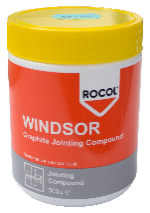 ROCOL
WINDSOR
Graphite Jointing Compound
Jointing
Compound
500g e